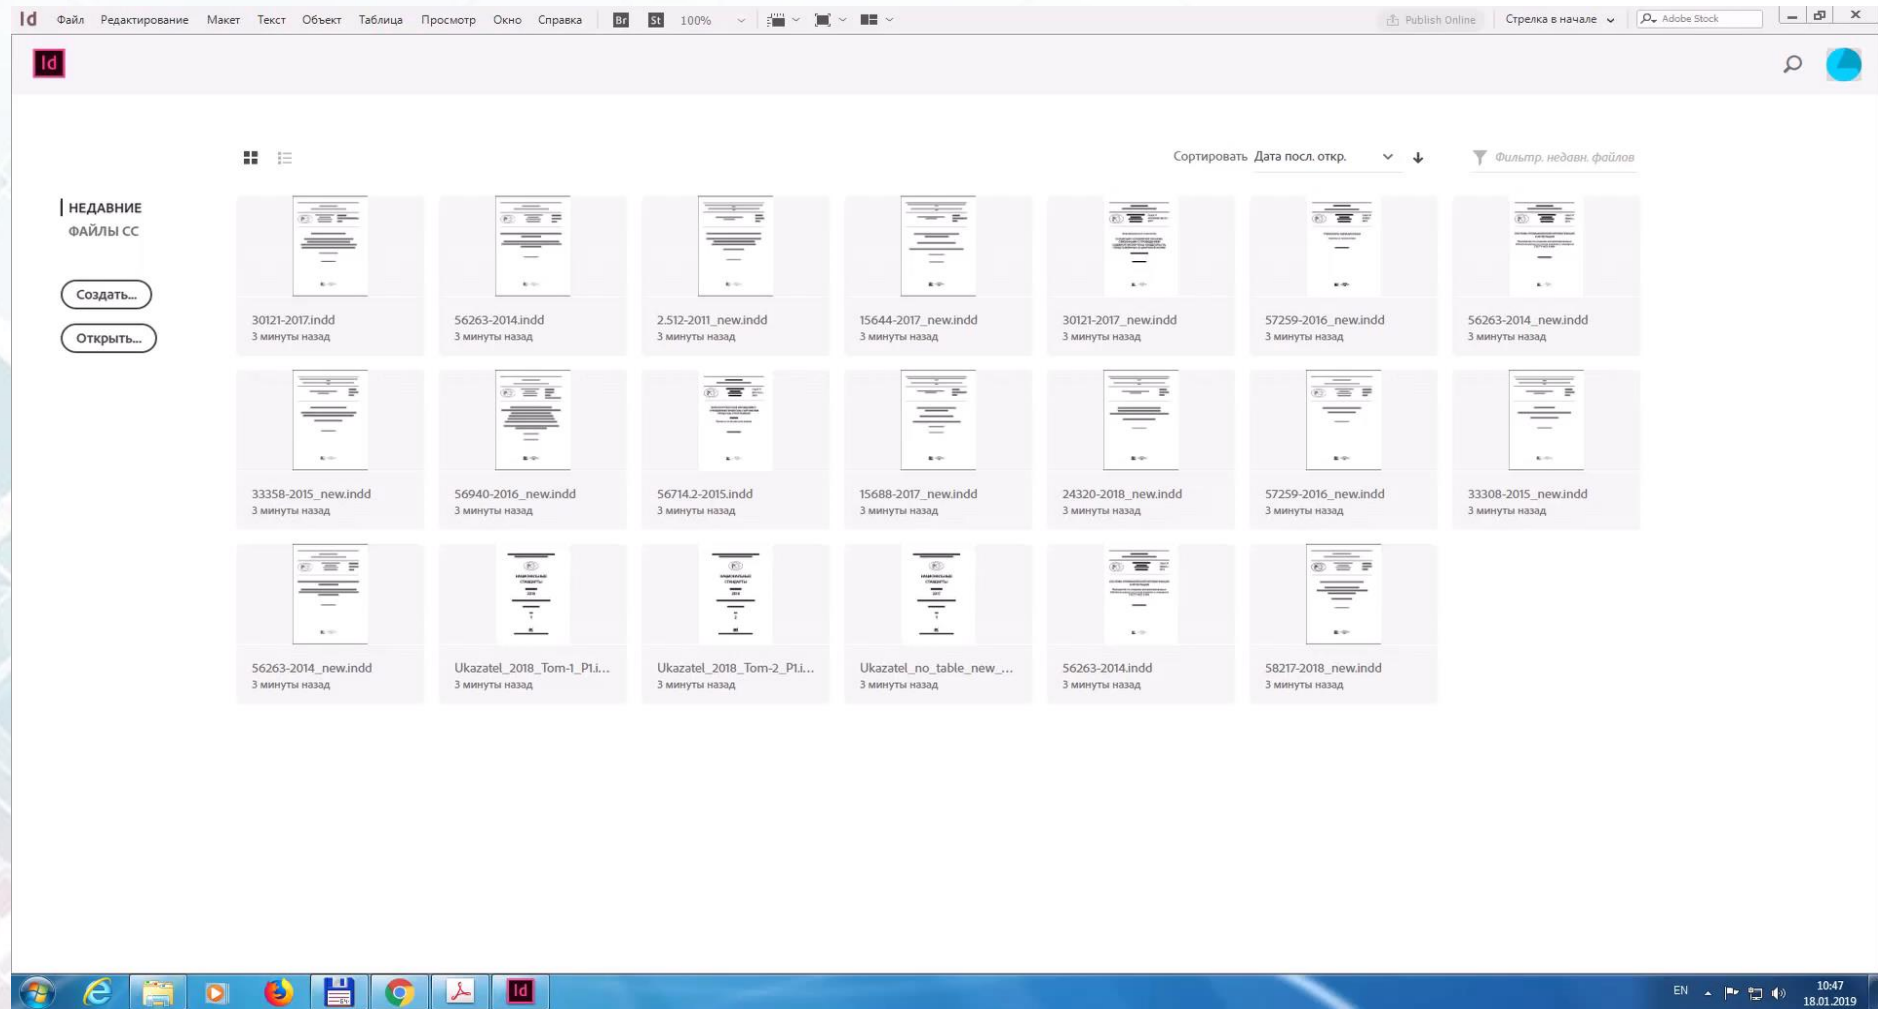 Id Файл Редактирование Макет Текст Объект Таблица Просмотр Окно Справка Br St 100% Publish Online Стрелка в начале Adobe Stock
Id
Сортировать Дата посл. откр. Фильтр. недавн. файлов
НЕДАВНИЕ
ФАЙЛЫ CC
Создать...
Открыть...
30121-2017.indd 56263-2014.indd 2.512-2011_new.indd 15644-2017_new.indd 30121-2017_new.indd 57259-2016_new.indd 56263-2014_new.indd
3 минуты назад 3 минуты назад 3 минуты назад 3 минуты назад 3 минуты назад 3 минуты назад 3 минуты назад
33358-2015_new.indd 56940-2016_new.indd 56714.2-2015.indd 15688-2017_new.indd 24320-2018_new.indd 57259-2016_new.indd 33308-2015_new.indd
3 минуты назад 3 минуты назад 3 минуты назад 3 минуты назад 3 минуты назад 3 минуты назад 3 минуты назад
НАЦИОНАЛЬНЫЕ НАЦИОНАЛЬНЫЕ НАЦИОНАЛЬНЫЕ
СТАНДАРТЫ СТАНДАРТЫ СТАНДАРТЫ
56263-2014_new.indd Ukazatel_2018_Tom-1_P1.i... Ukazatel_2018_Tom-2_P1.i... Ukazatel_no_table_new_... 56263-2014.indd 58217-2018_new.indd
3 минуты назад 3 минуты назад 3 минуты назад 3 минуты назад 3 минуты назад 3 минуты назад
Id EN 10:47
18.01.2019